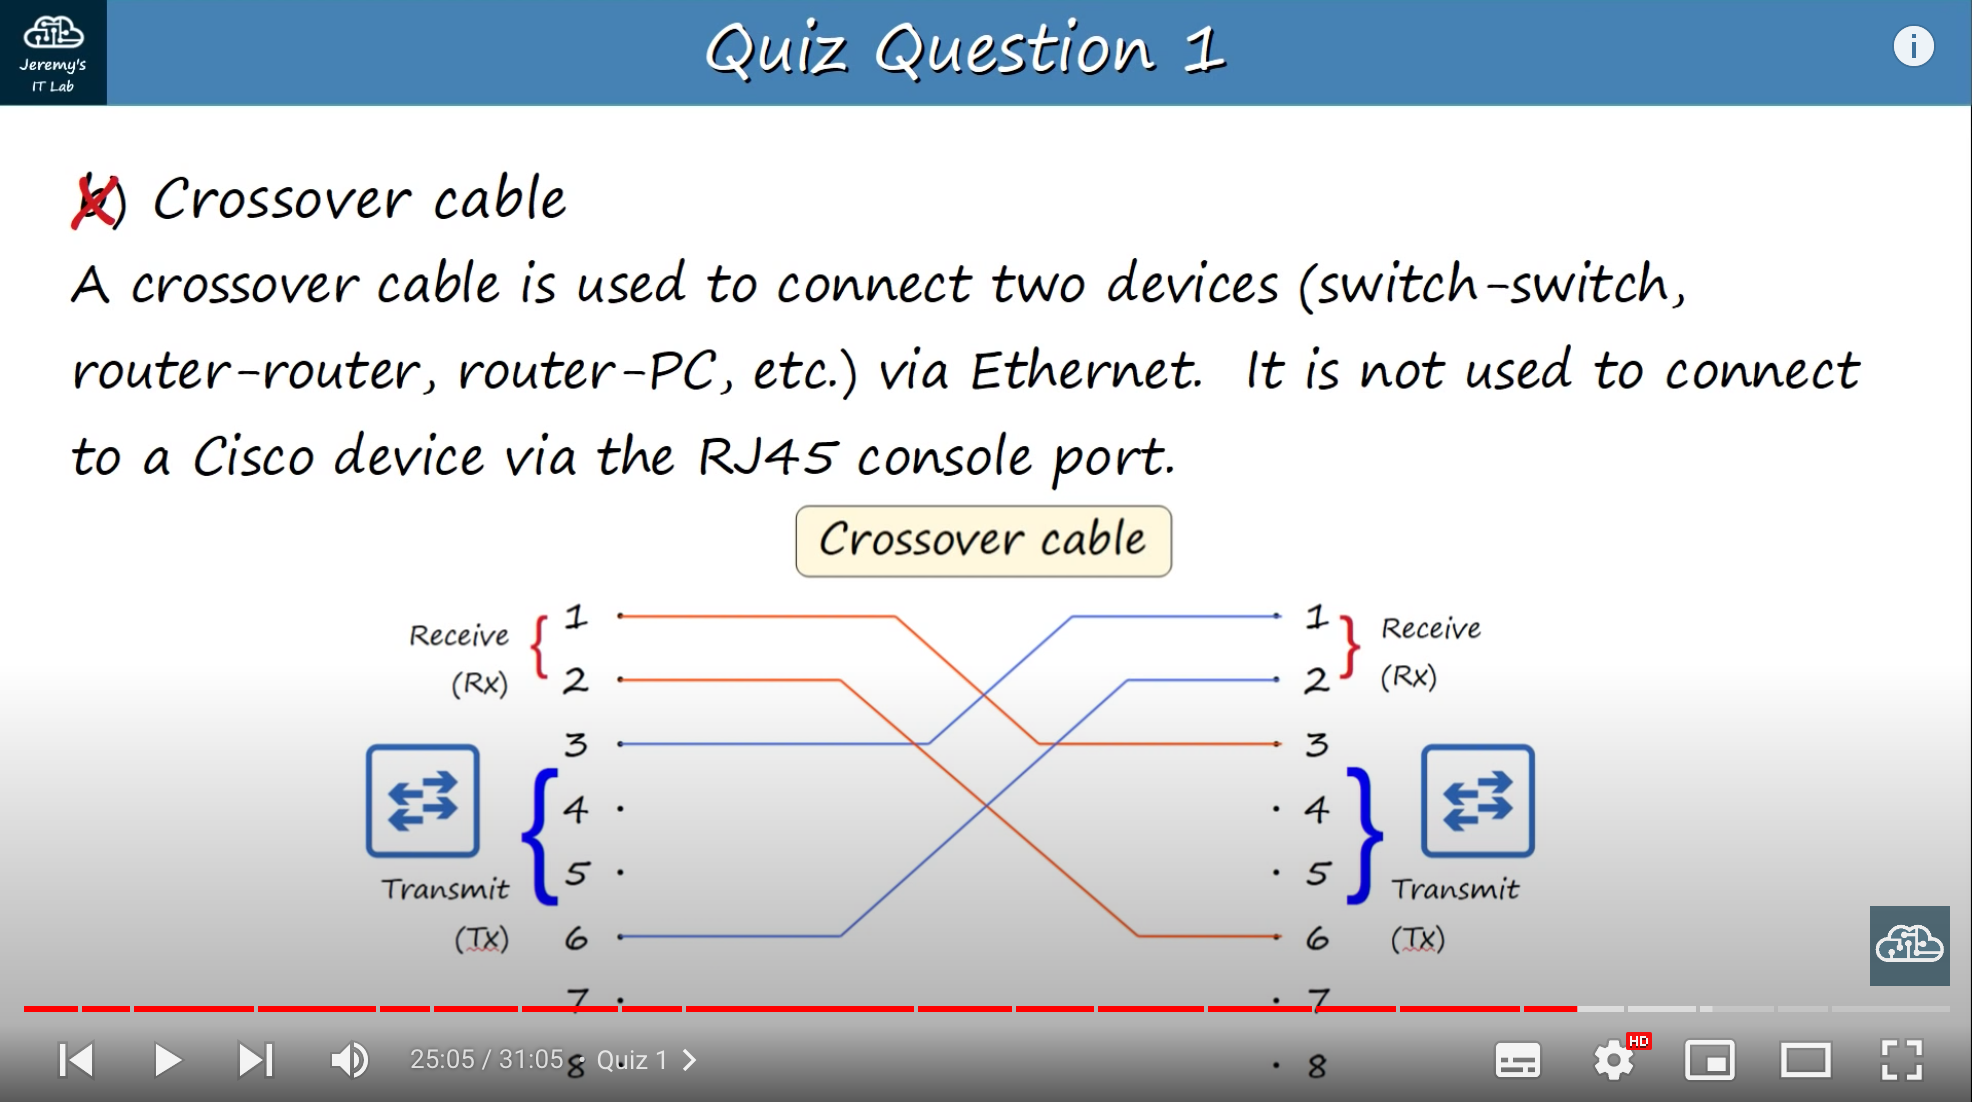 Jeremy's
IT Lab
Quiz Question 1
b) Crossover cable
A crossover cable is used to connect two devices (switch-switch,
router-router, router-PC, etc.) via Ethernet. It is not used to connect
to a Cisco device via the RJ45 console port.
Crossover cable
Receive
(Rx)
Transmit
(Tx)
1
2
3
4
5
6
7
8
1
2
3
4
5
6
7
8
Receive
(Rx)
Transmit
(Tx)
25:05 / 31:05 • Quiz 1
HD